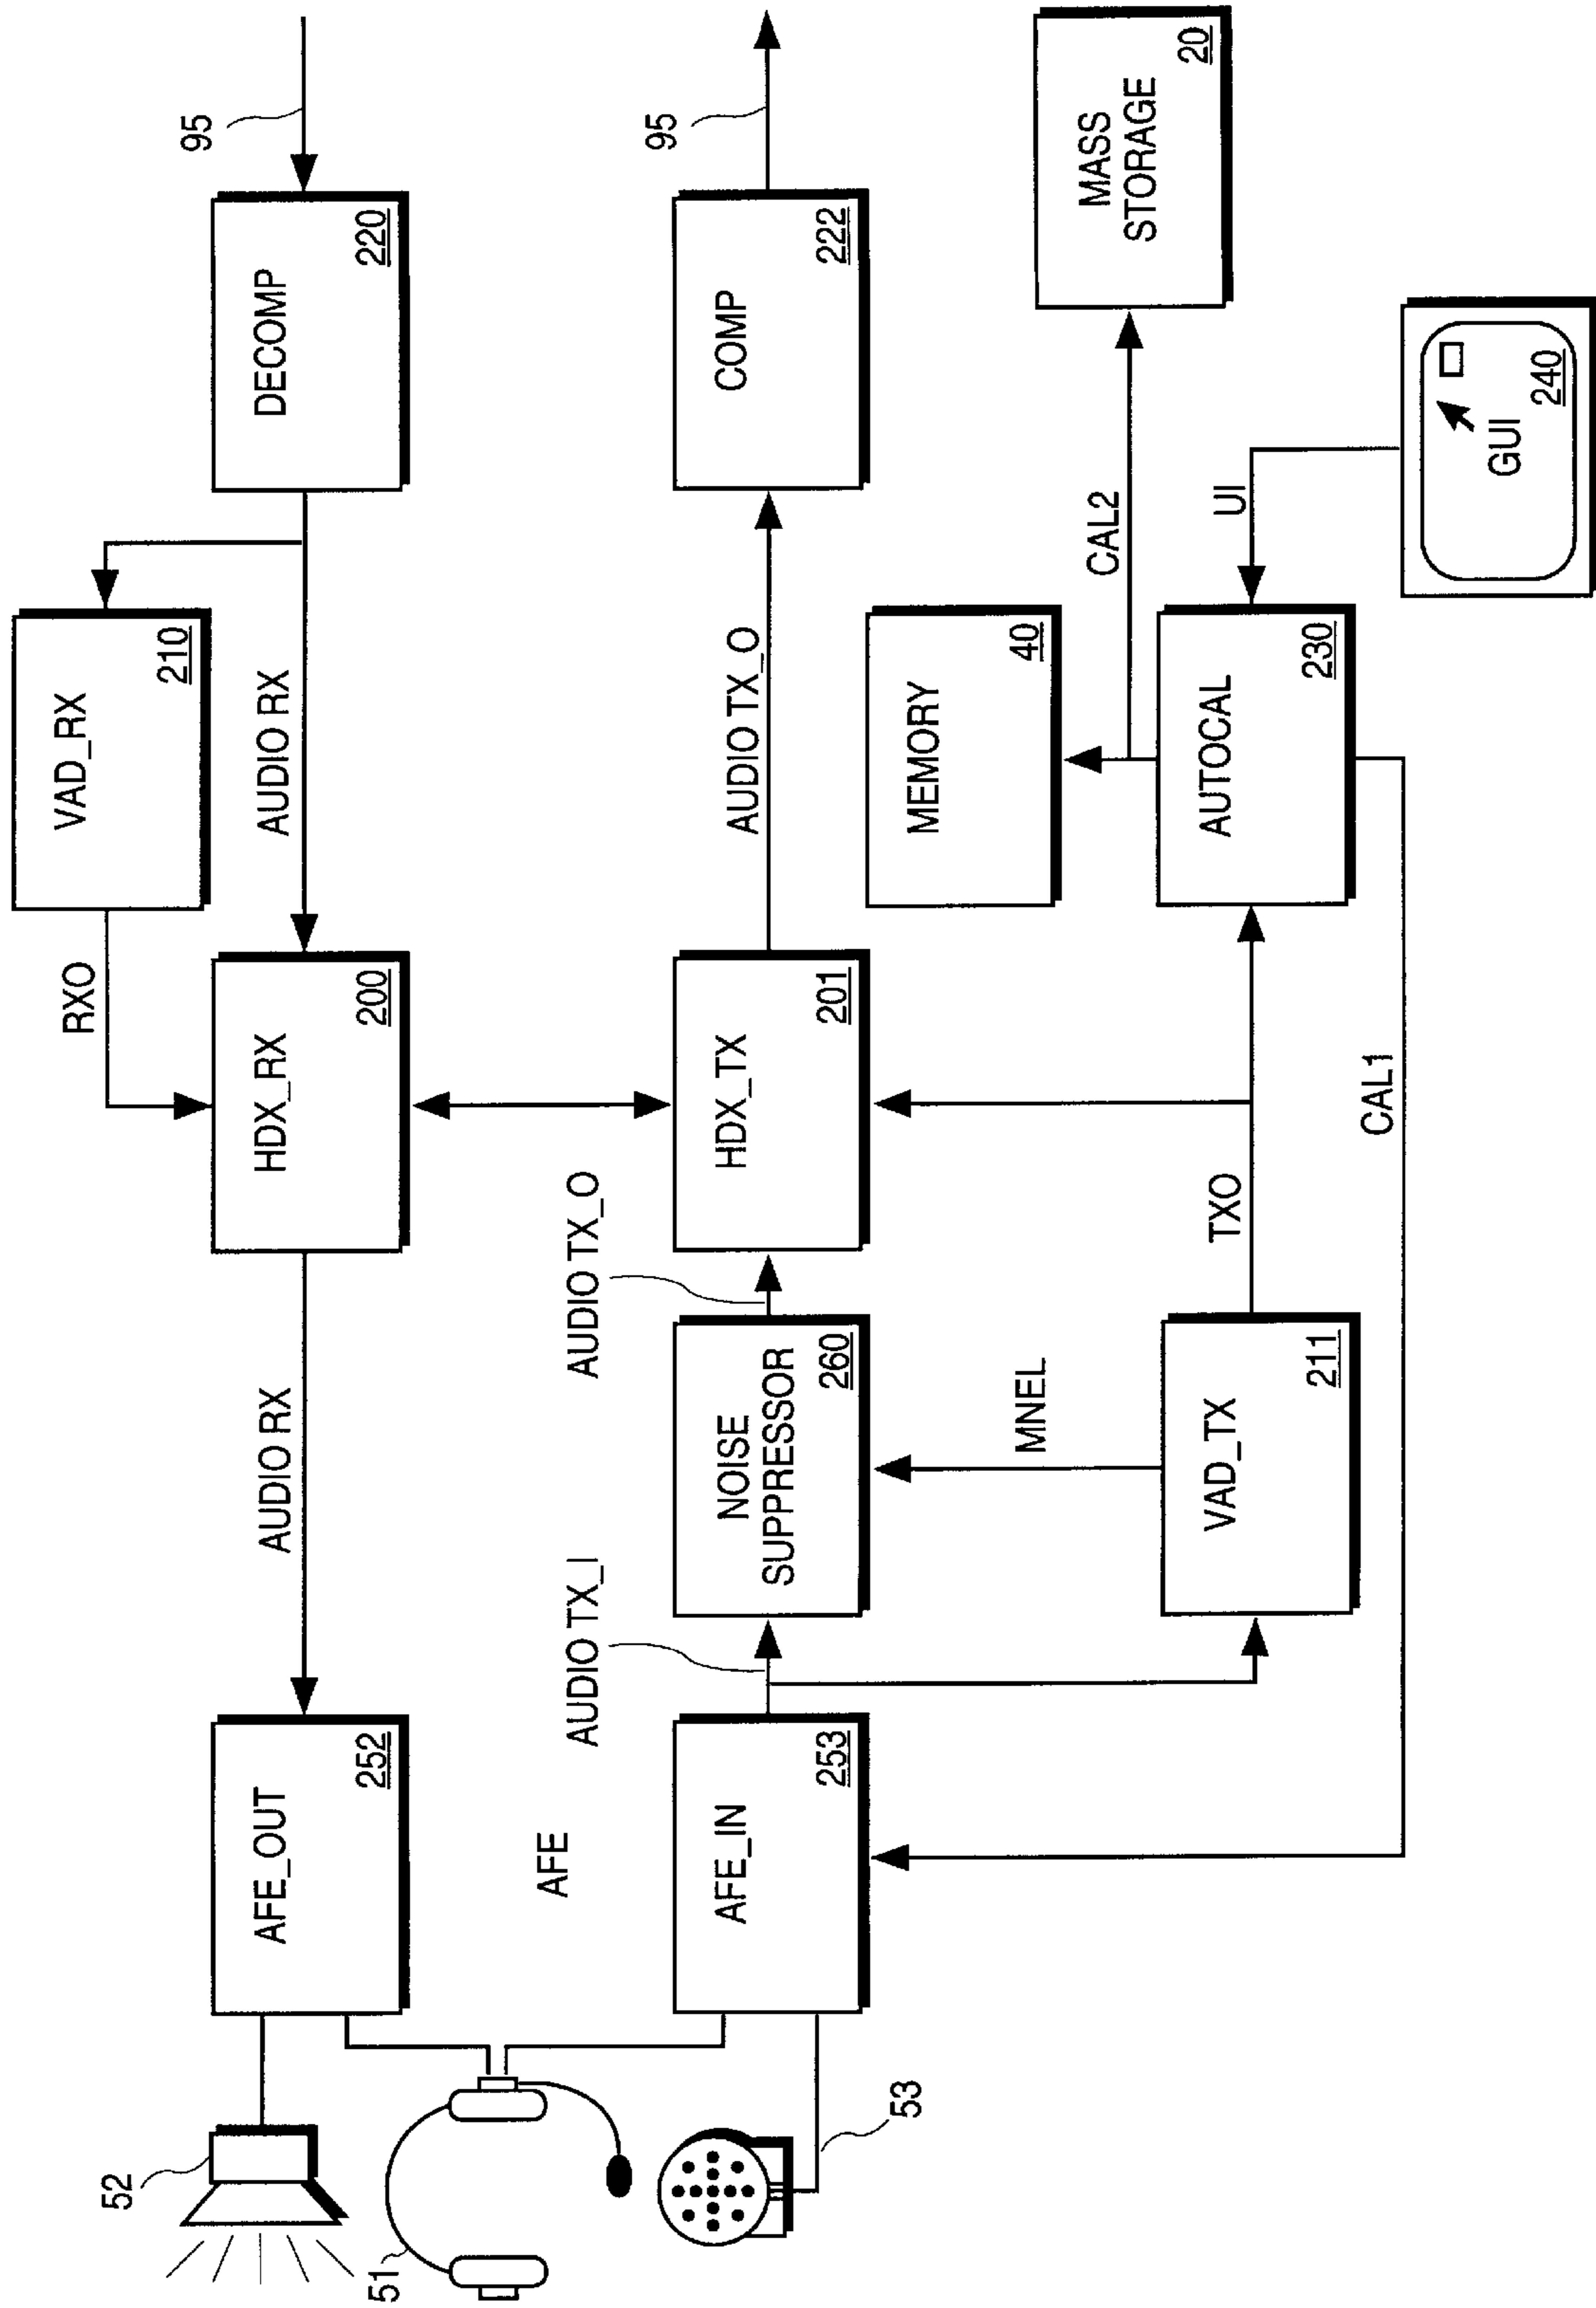 VAD_RX
210
RXO
95
DECOMP
220
AUDIO RX
HDX_RX
200
AUDIO RX
AFE_OUT
252
52
51
AFE
AUDIO TX_I
AUDIO TX_O
AFE_IN
253
53
NOISE
SUPPRESSOR
260
HDX_TX
201
AUDIO TX_O
COMP
222
95
MNEL
MEMORY
40
MASS
STORAGE
20
CAL2
VAD_TX
211
TXO
AUTOCAL
230
UI
CAL1
GUI
240